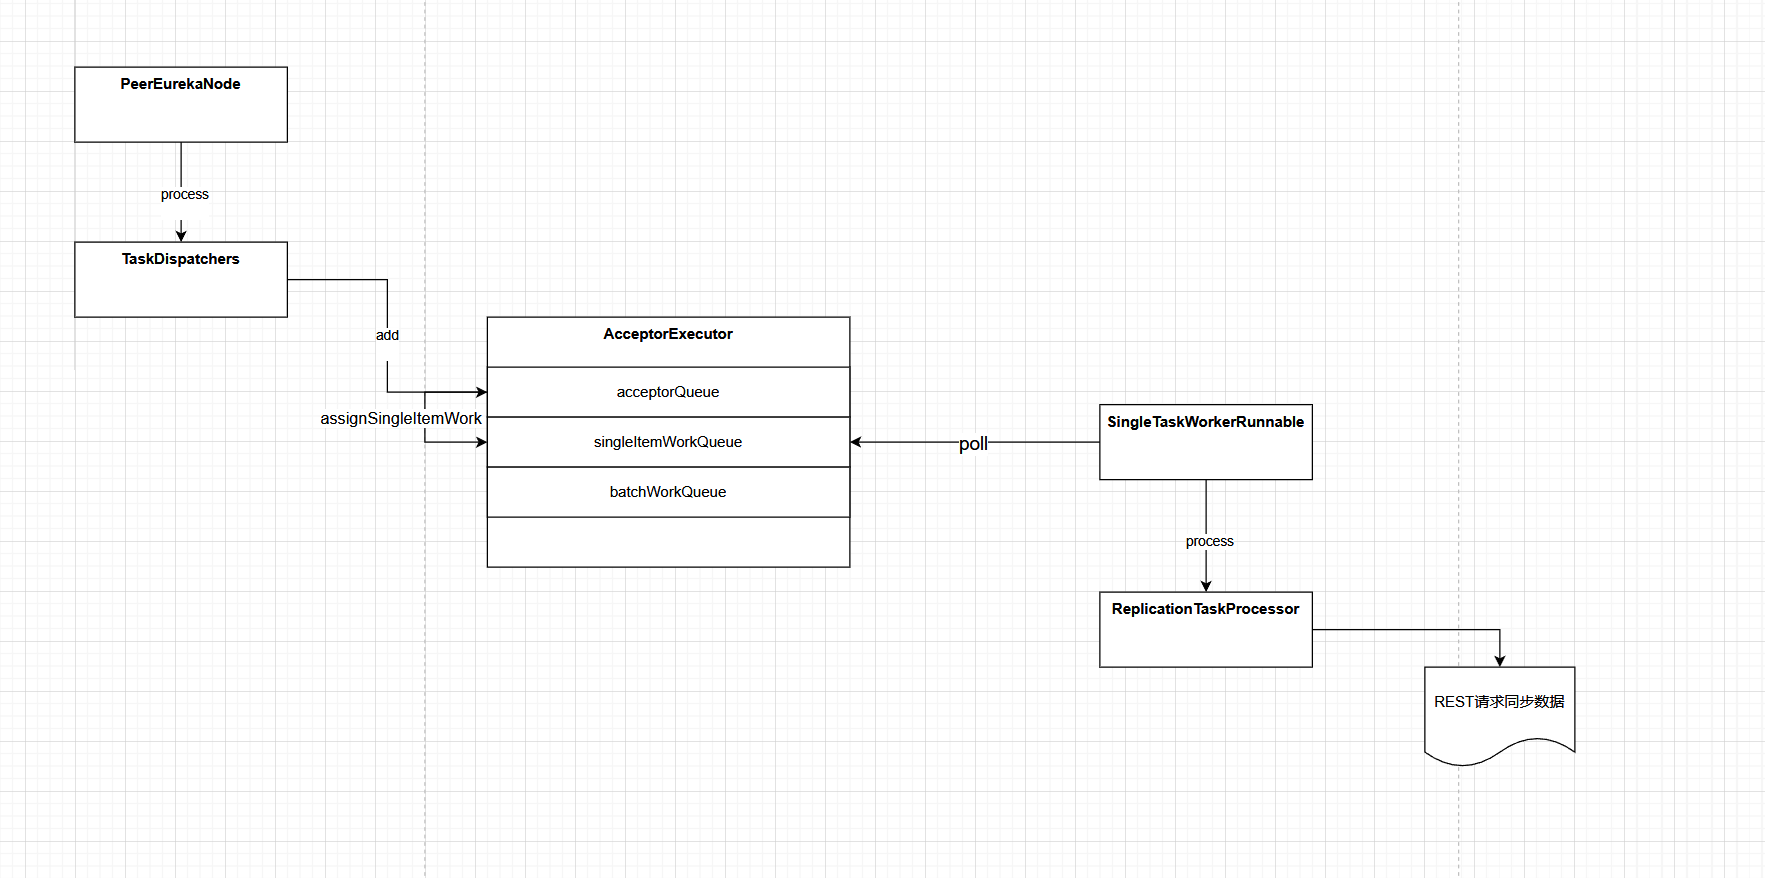 PeerEurekaNode
process
TaskDispatchers
add
AcceptorExecutor
acceptorQueue
assignSingleItemWork
singleItemWorkQueue
batchWorkQueue
poll
SingleTaskWorkerRunnable
process
ReplicationTaskProcessor
REST请求同步数据